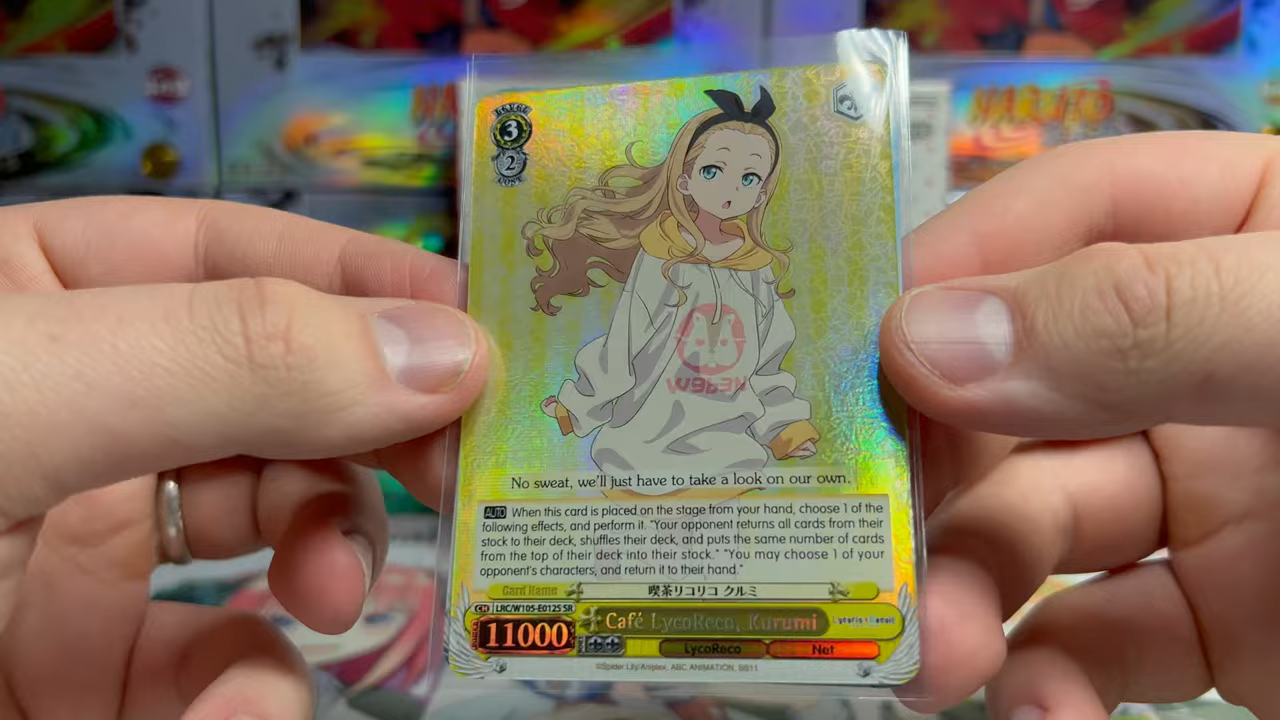 NARUTO
LEVEL
3
2
COST
No sweat, we'll just have to take a look on our own.
AUTO When this card is placed on the stage from your hand, choose 1 of the
following effects, and perform it. "Your opponent returns all cards from their
stock to their deck, shuffles their deck, and puts the same number of cards
from the top of their deck into their stock." "You may choose 1 of your
opponent's characters, and return it to their hand."
Card Name
喫茶リコリコ クルミ
CH LRC/W105-E012S SR
Café LycoReco, Kurumi
Lycoris Recoil
11000
LycoReco
Net
©Spider Lily/Aniplex, ABC ANIMATION, BS11